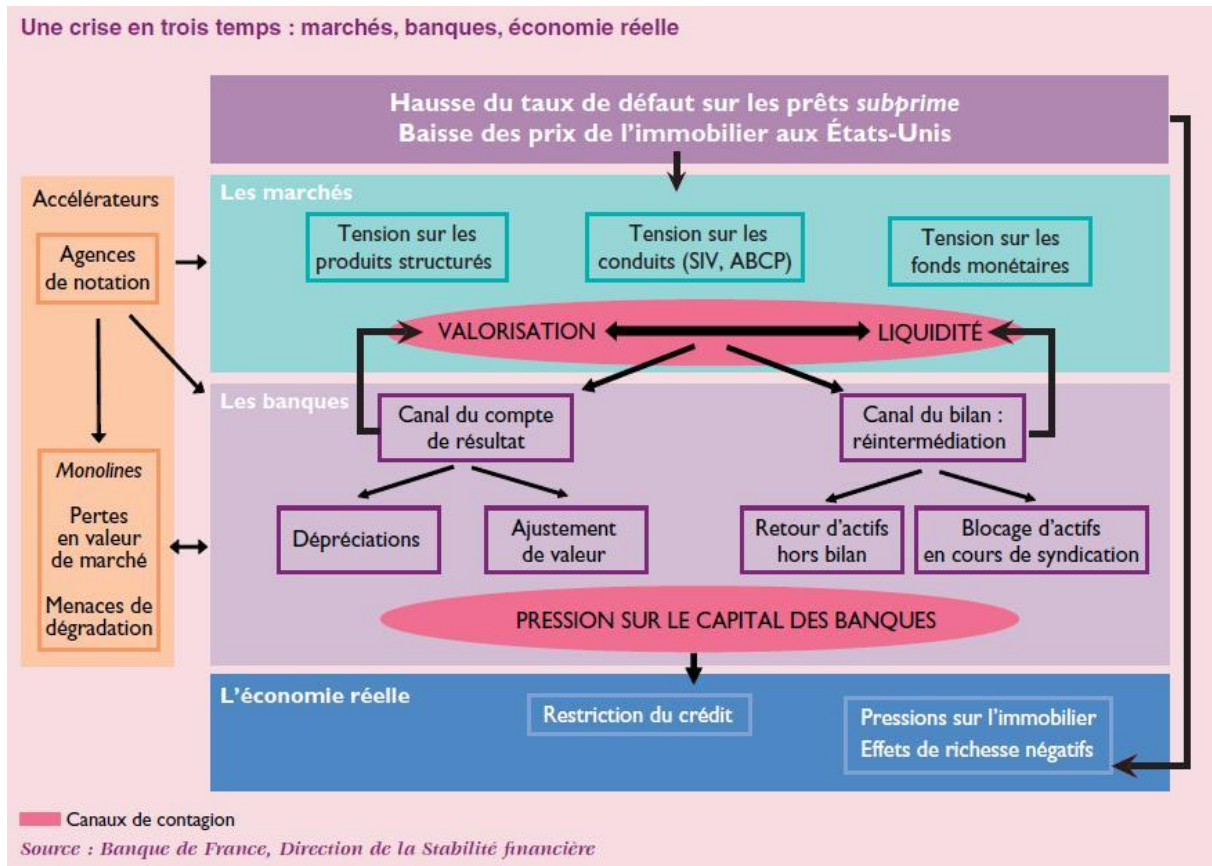 Une crise en trois temps : marchés, banques, économie réelle
Hausse du taux de défaut sur les prêts subprime
Baisse des prix de l'immobilier aux États-Unis
Accélérateurs
Agences
de notation
Les marchés
Tension sur les
produits structurés
Tension sur les
conduits (SIV, ABCP)
Tension sur les
fonds monétaires
VALORISATION
LIQUIDITÉ
Les banques
Canal du compte
de résultat
Canal du bilan :
réintermédiation
Monolines
Pertes
en valeur
de marché
Menaces de
dégradation
Dépréciations
Ajustement
de valeur
Retour d'actifs
hors bilan
Blocage d'actifs
en cours de syndication
PRESSION SUR LE CAPITAL DES BANQUES
L'économie réelle
Restriction du crédit
Pressions sur l'immobilier
Effets de richesse négatifs
Canaux de contagion
Source : Banque de France, Direction de la Stabilité financière